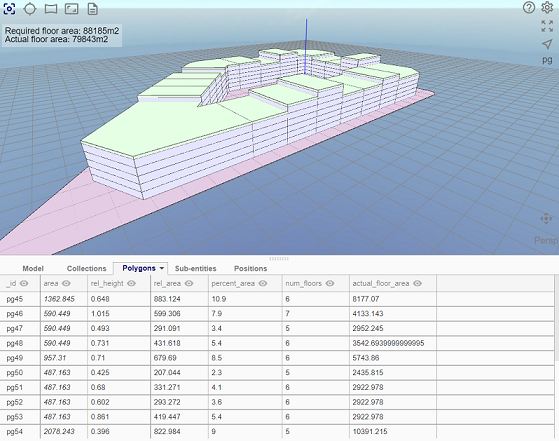 Required floor area: 88185m2
Actual floor area: 79843m2
pg
Persp
Model Collections Polygons Sub-entities Positions
_id area rel_height rel_area percent_area num_floors actual_floor_area
pg45 1362.845 0.648 883.124 10.9 6 8177.07
pg46 590.449 1.015 599.306 7.9 7 4133.143
pg47 590.449 0.493 291.091 3.4 5 2952.245
pg48 590.449 0.731 431.618 5.4 6 3542.6939999999995
pg49 957.31 0.71 679.69 8.5 6 5743.86
pg50 487.163 0.425 207.044 2.3 5 2435.815
pg51 487.163 0.68 331.271 4.1 6 2922.978
pg52 487.163 0.602 293.272 3.6 6 2922.978
pg53 487.163 0.861 419.447 5.4 6 2922.978
pg54 2078.243 0.396 822.984 9 5 10391.215